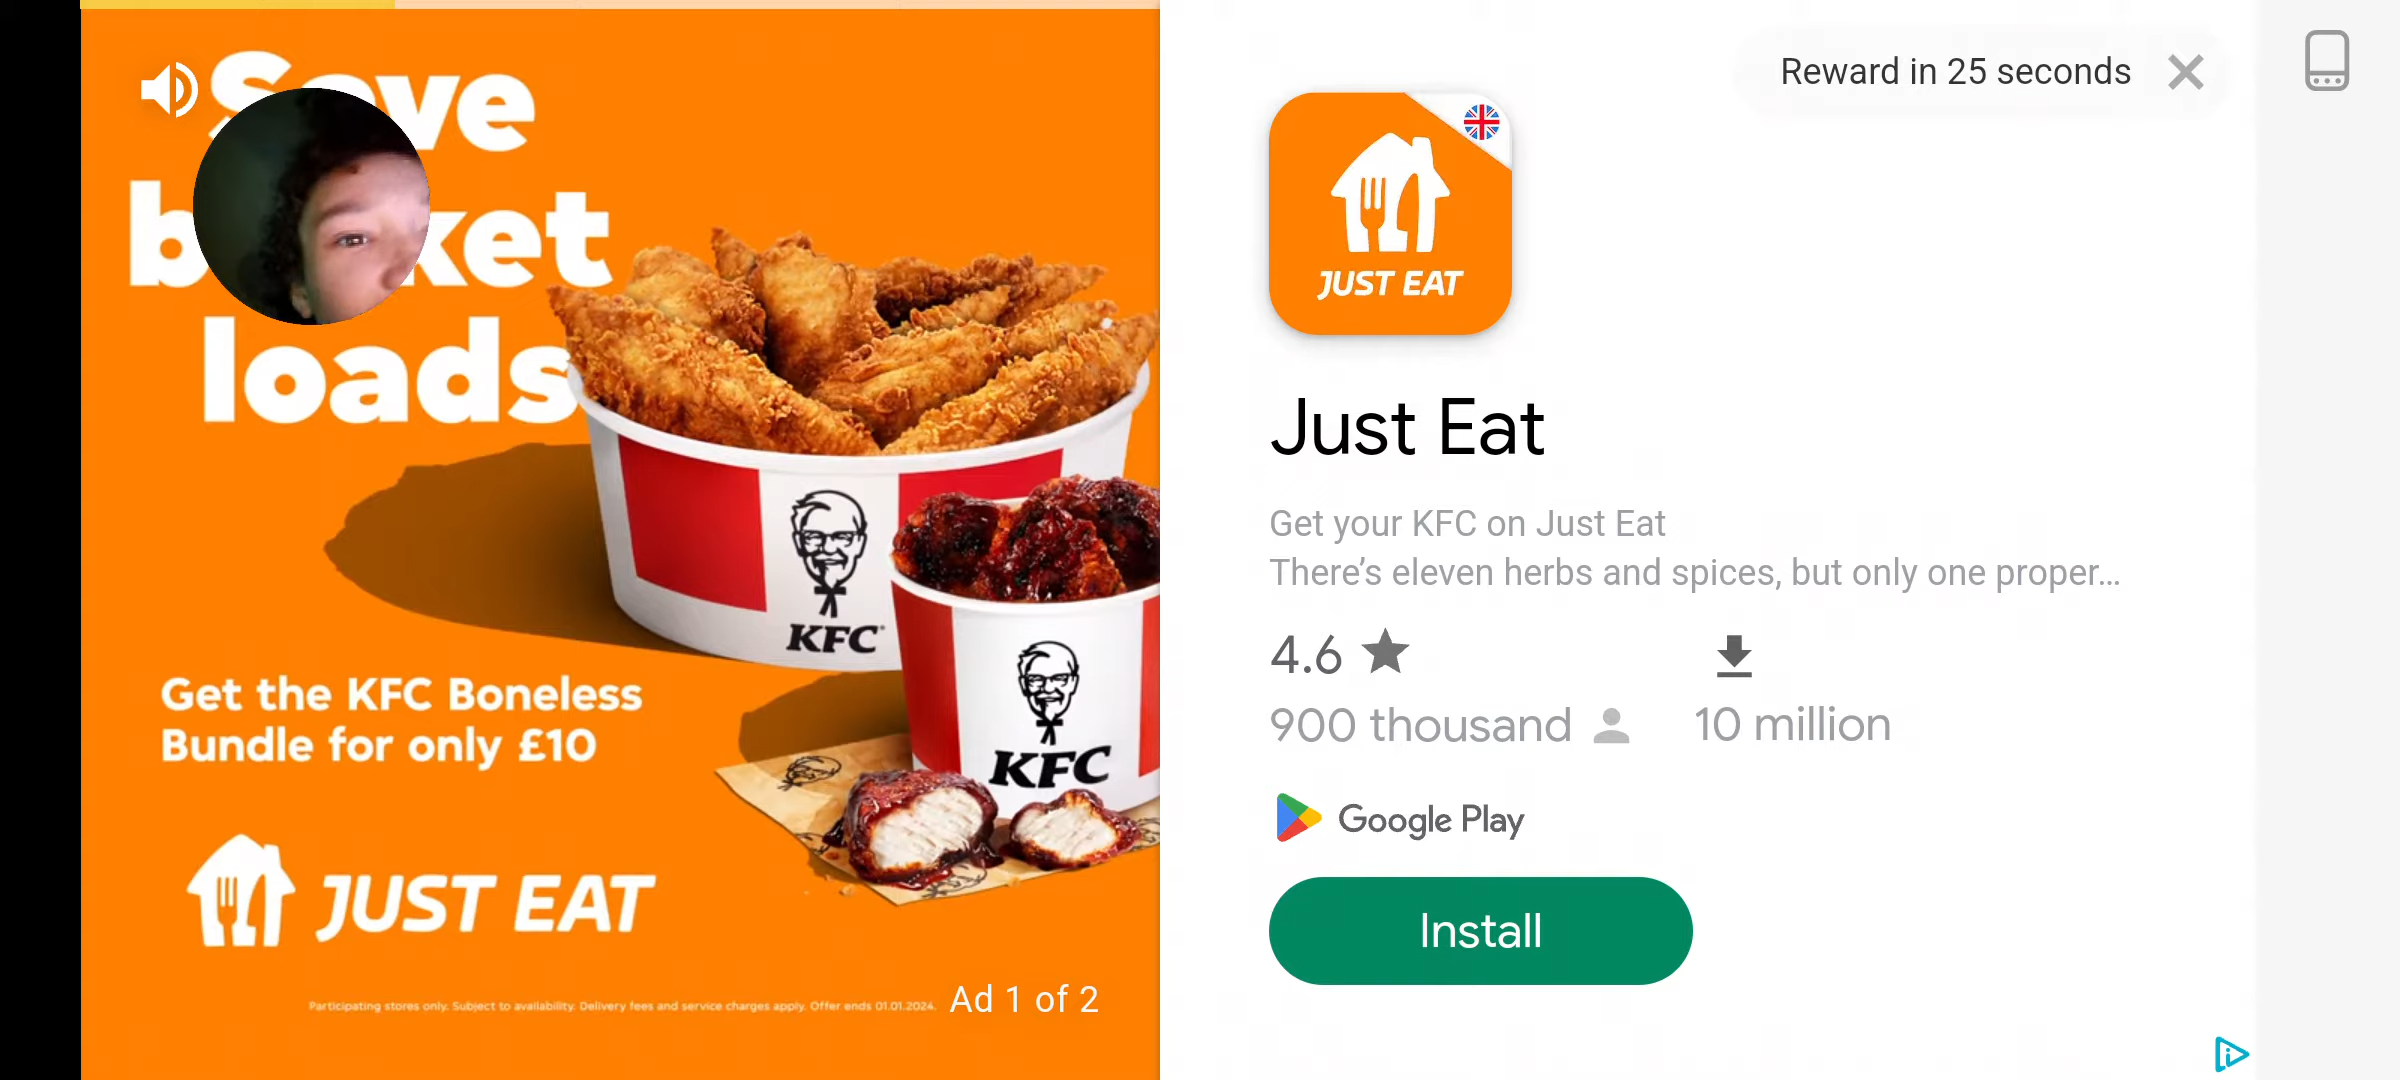 Save
b ket
loads
KFC
KFC
Get the KFC Boneless
Bundle for only £10
JUST EAT
Participating stores only. Subject to availability. Delivery fees and service charges apply. Offer ends 01.01.2024.
Ad 1 of 2
Reward in 25 seconds
JUST EAT
Just Eat
Get your KFC on Just Eat
There’s eleven herbs and spices, but only one proper...
4.6
900 thousand
10 million
Google Play
Install